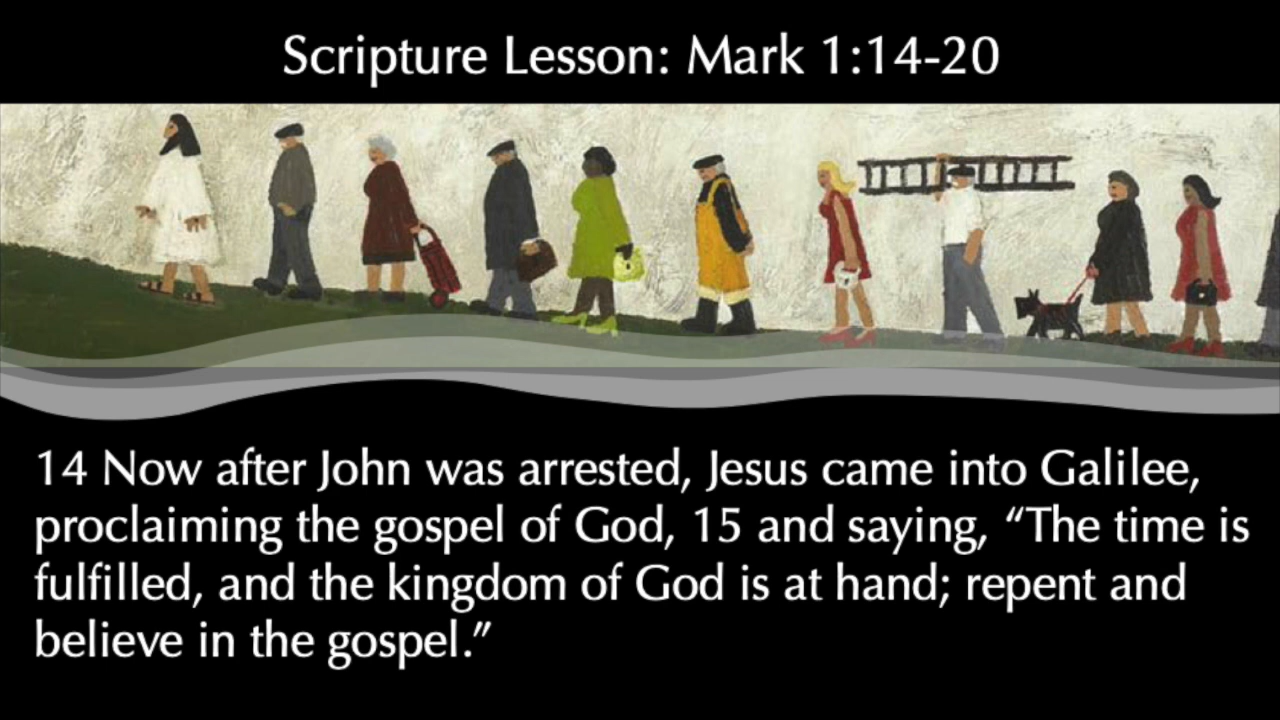 Scripture Lesson: Mark 1:14-20
14 Now after John was arrested, Jesus came into Galilee,
proclaiming the gospel of God, 15 and saying, “The time is
fulfilled, and the kingdom of God is at hand; repent and
believe in the gospel.”